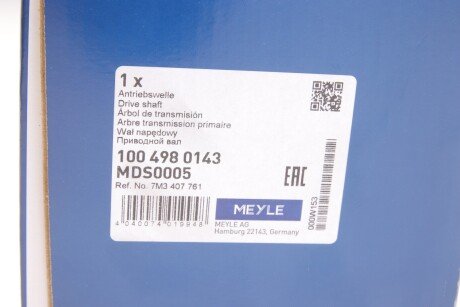 1 x
Antriebswelle
Drive shaft
Árbol de transmisión
Arbre transmission primaire
Wał napędowy
Приводной вал
100 498 0143
MDS0005
Ref. No. 7M3 407 761
EAC
000W153
MEYLE
4 040074 019948
MEYLE AG
Hamburg 22143, Germany